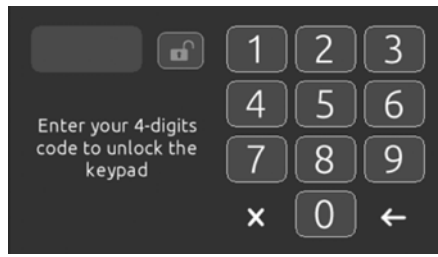 1 2 3
4 5 6
Enter your 4-digits
code to unlock the
keypad
7 8 9
× 0 ←